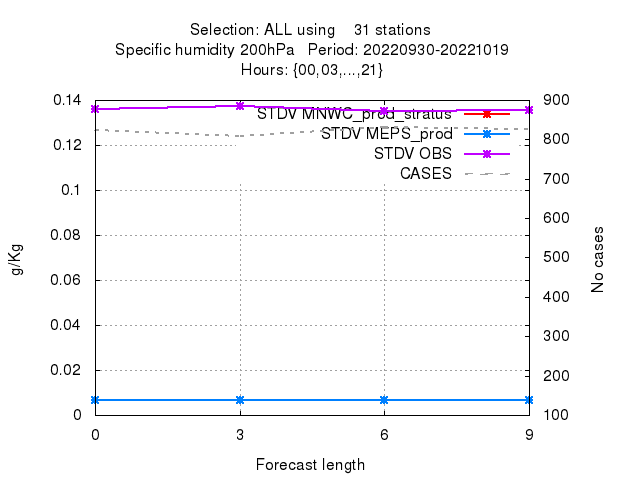 Selection: ALL using    31 stations
Specific humidity 200hPa   Period: 20220930-20221019
Hours: {00,03,...,21}
0.14
0.12
0.1
0.08
0.06
0.04
0.02
0
900
800
700
600
500
400
300
200
100
STDV MNWC_prod_stratus
STDV MEPS_prod
STDV OBS
CASES
g/Kg
No cases
0 3 6 9
Forecast length